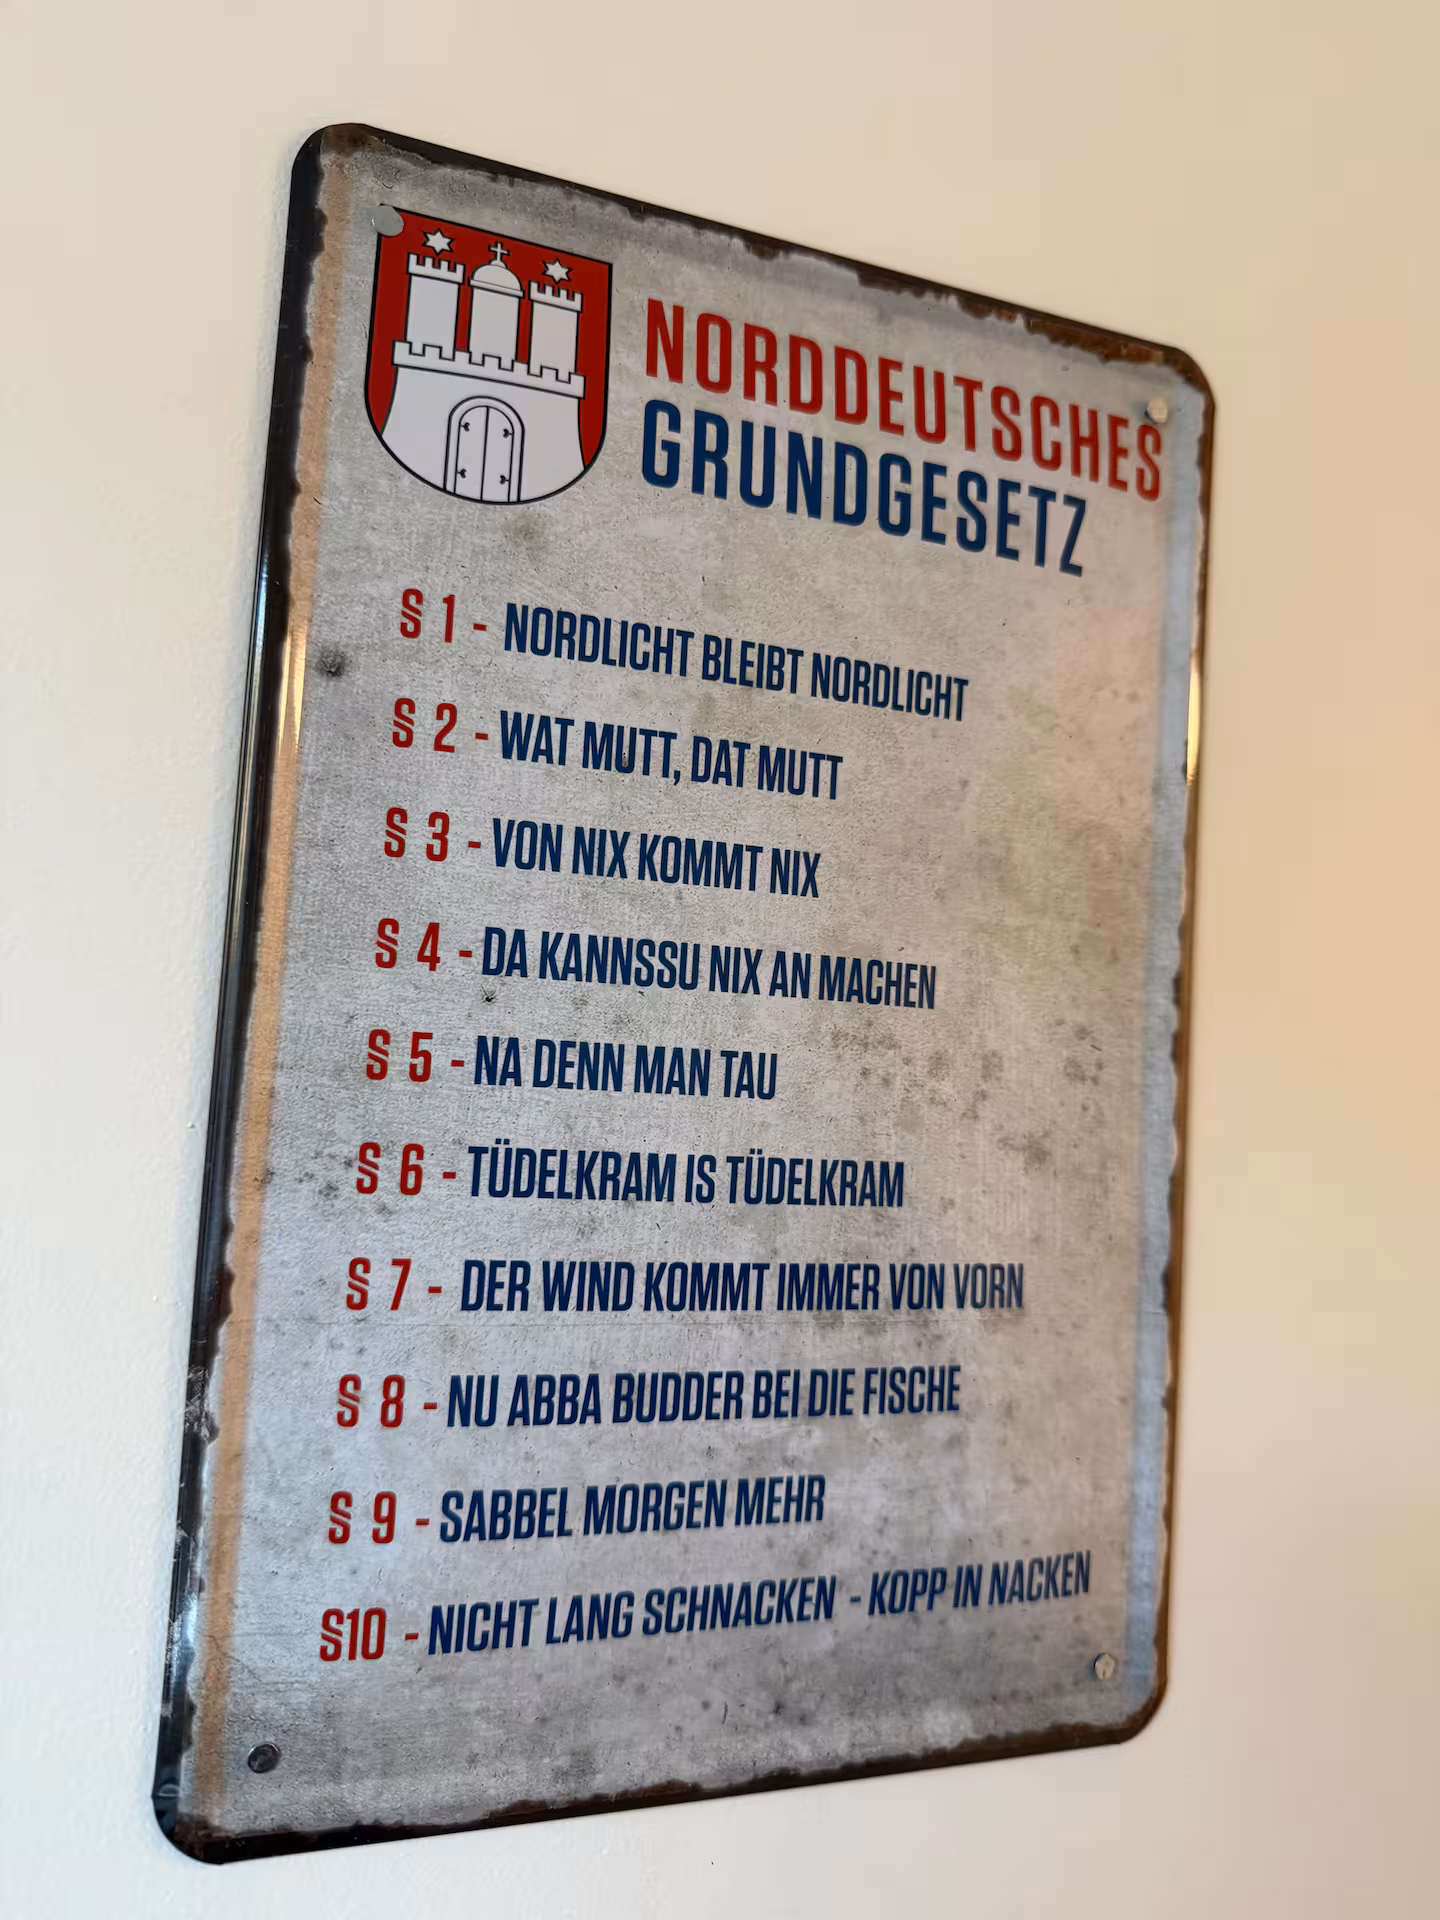 NORDDEUTSCHES
GRUNDGESETZ
§ 1 - NORDLICHT BLEIBT NORDLICHT
§ 2 - WAT MUTT, DAT MUTT
§ 3 - VON NIX KOMMT NIX
§ 4 - DA KANNSSU NIX AN MACHEN
§ 5 - NA DENN MAN TAU
§ 6 - TÜDELKRAM IS TÜDELKRAM
§ 7 - DER WIND KOMMT IMMER VON VORN
§ 8 - NU ABBA BUDDER BEI DIE FISCHE
§ 9 - SABBEL MORGEN MEHR
§10 - NICHT LANG SCHNACKEN - KOPP IN NACKEN